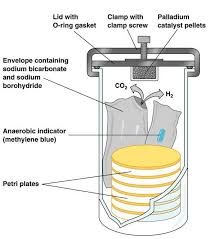 Lid with
O-ring gasket
Clamp with
clamp screw
Palladium
catalyst pellets
Envelope containing
sodium bicarbonate
and sodium
borohydride
CO2
H2
Anaerobic indicator
(methylene blue)
Petri plates